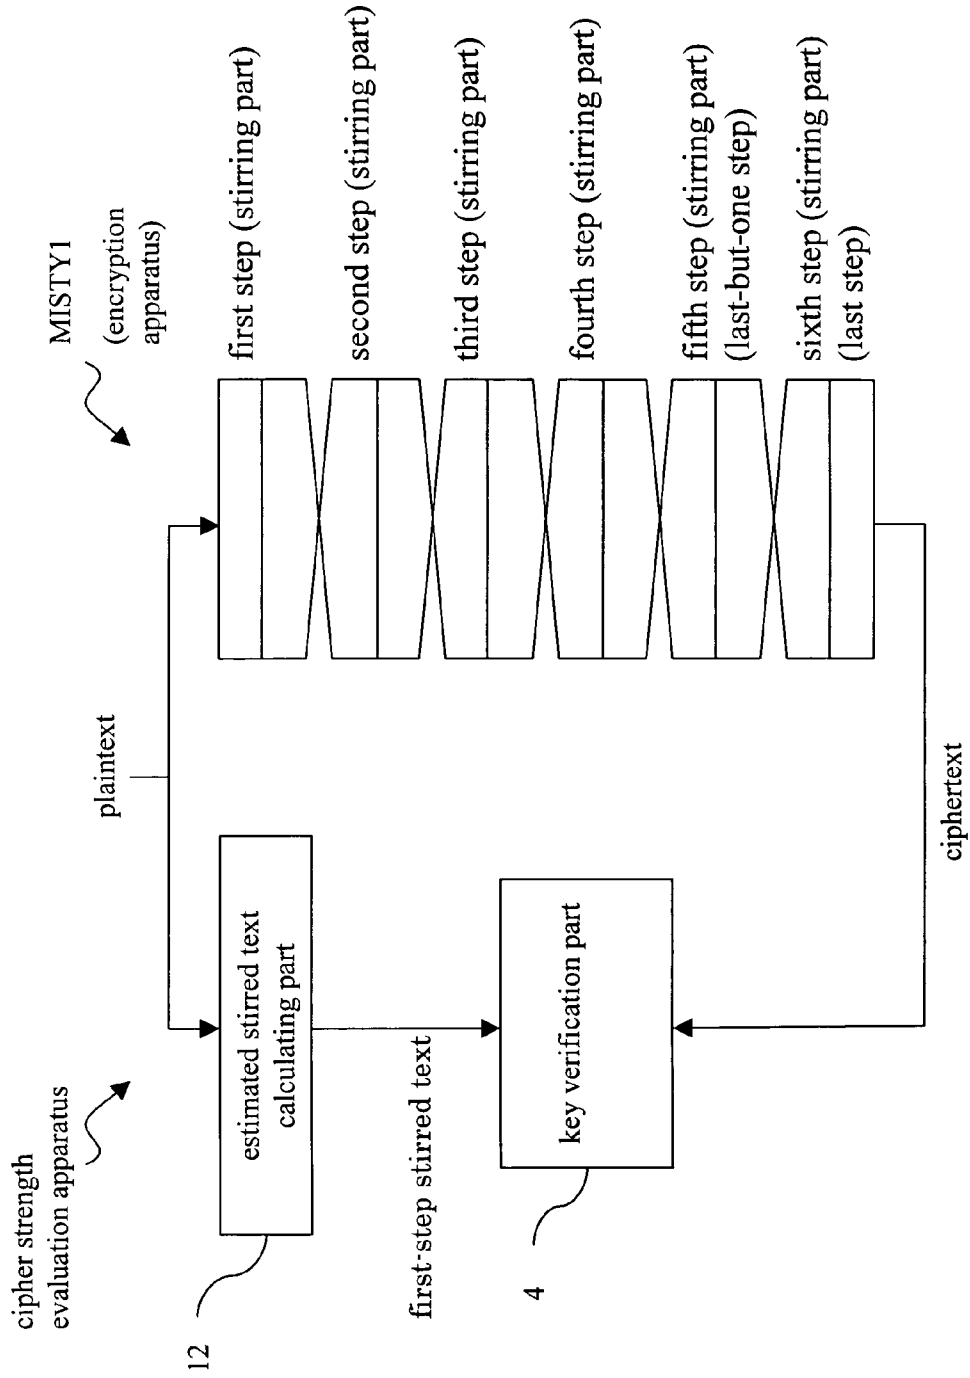 cipher strength
evaluation apparatus
12
estimated stirred text
calculating part
first-step stirred text
4
key verification part
plaintext
ciphertext
MISTY1
(encryption
apparatus)
first step (stirring part)
second step (stirring part)
third step (stirring part)
fourth step (stirring part)
fifth step (stirring part)
(last-but-one step)
sixth step (stirring part)
(last step)